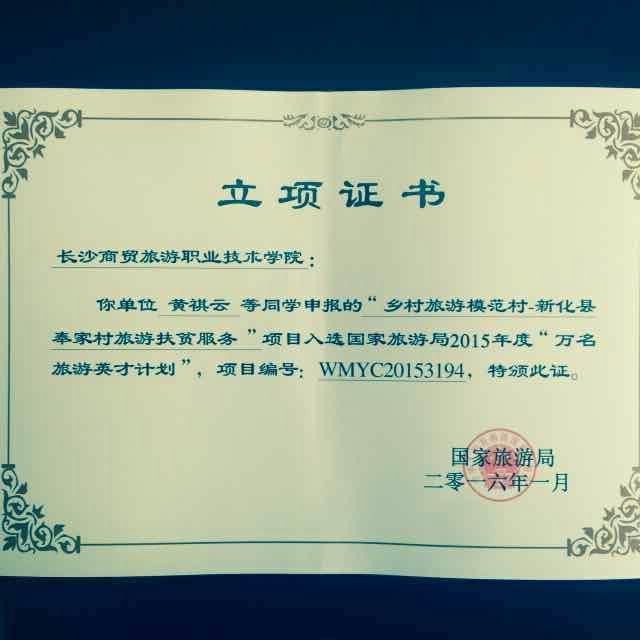 立项证书
长沙商贸旅游职业技术学院：
你单位 黄祺云 等同学申报的“乡村旅游模范村-新化县
奉家村旅游扶贫服务”项目入选国家旅游局2015年度“万名
旅游英才计划”，项目编号：WMYC20153194，特颁此证。
国家旅游局
二零一六年一月